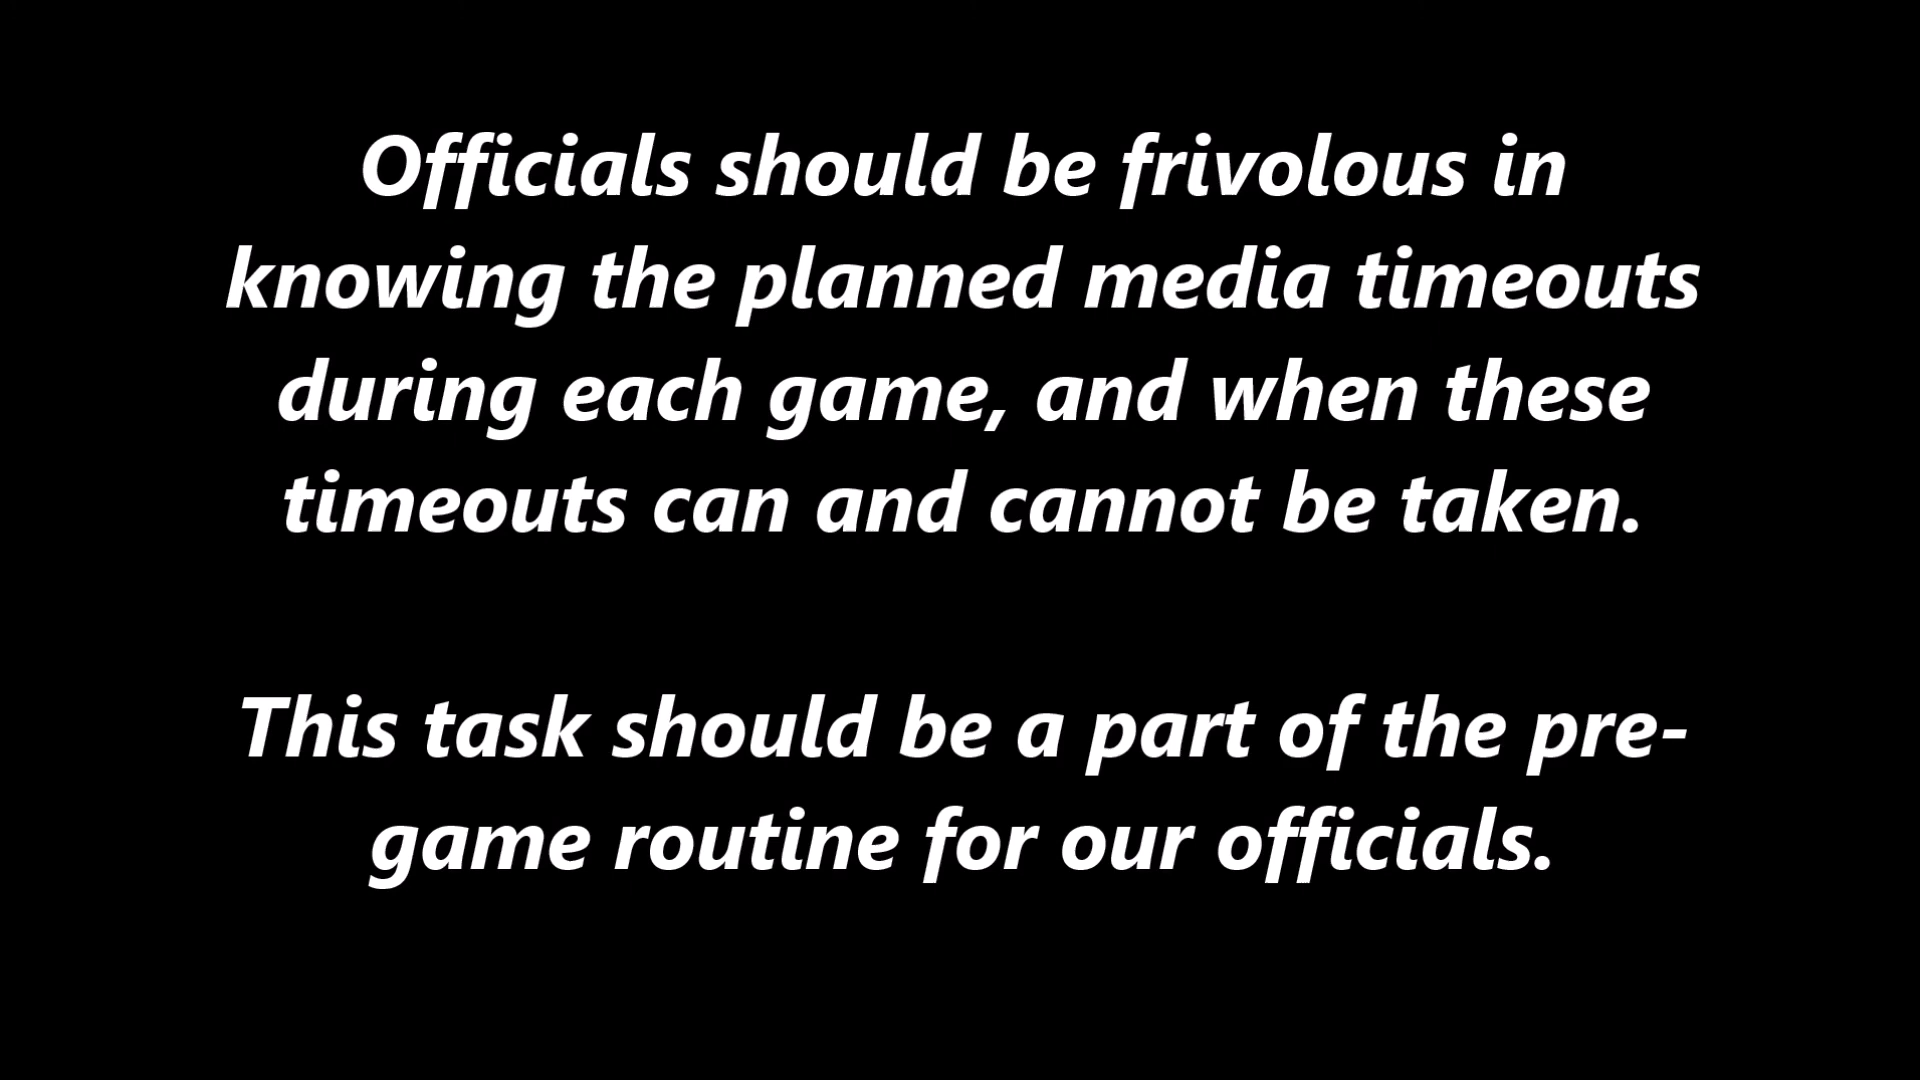 Officials should be frivolous in
knowing the planned media timeouts
during each game, and when these
timeouts can and cannot be taken.
This task should be a part of the pre-
game routine for our officials.